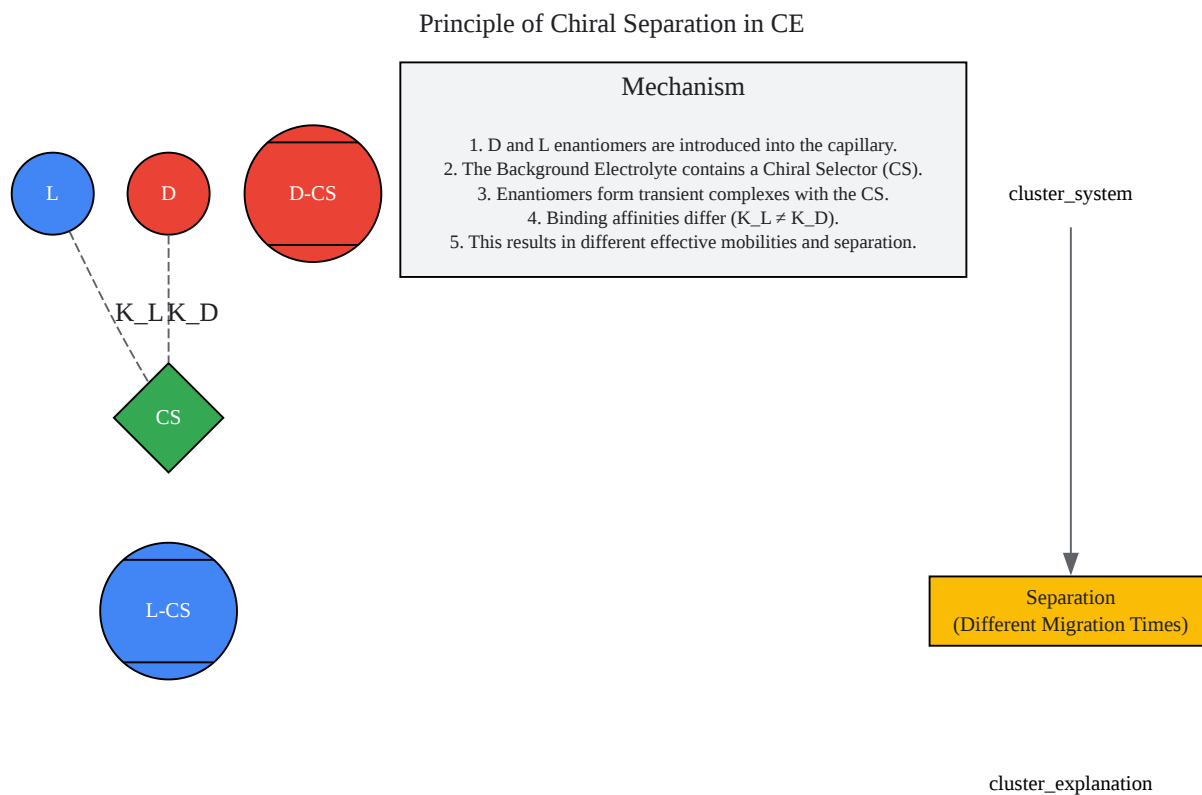 Principle of Chiral Separation in CE
Mechanism
1. D and L enantiomers are introduced into the capillary.
2. The Background Electrolyte contains a Chiral Selector (CS).
3. Enantiomers form transient complexes with the CS.
4. Binding affinities differ (K_L ≠ K_D).
5. This results in different effective mobilities and separation.
L
D
D-CS
cluster_system
K_L
K_D
CS
L-CS
Separation
(Different Migration Times)
cluster_explanation